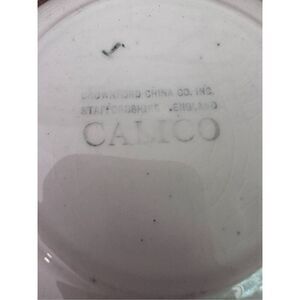 CROWNFORD CHINA CO. INC.
STAFFORDSHIRE . ENGLAND
CALICO